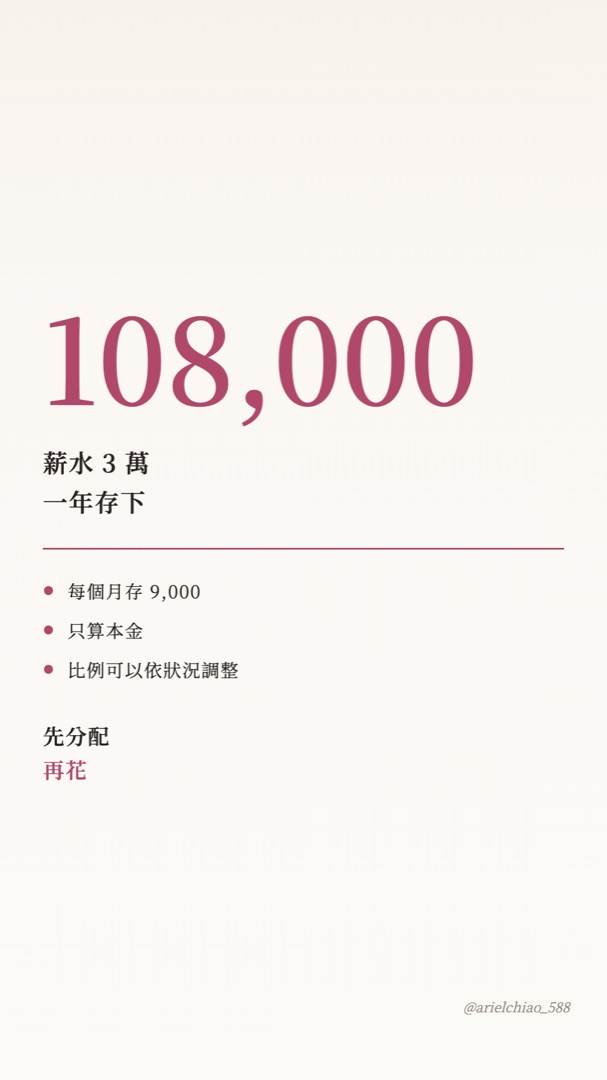 108,000
薪水 3 萬
一年存下
每個月存 9,000
只算本金
比例可以依狀況調整
先分配
再花
@arielchiao_588